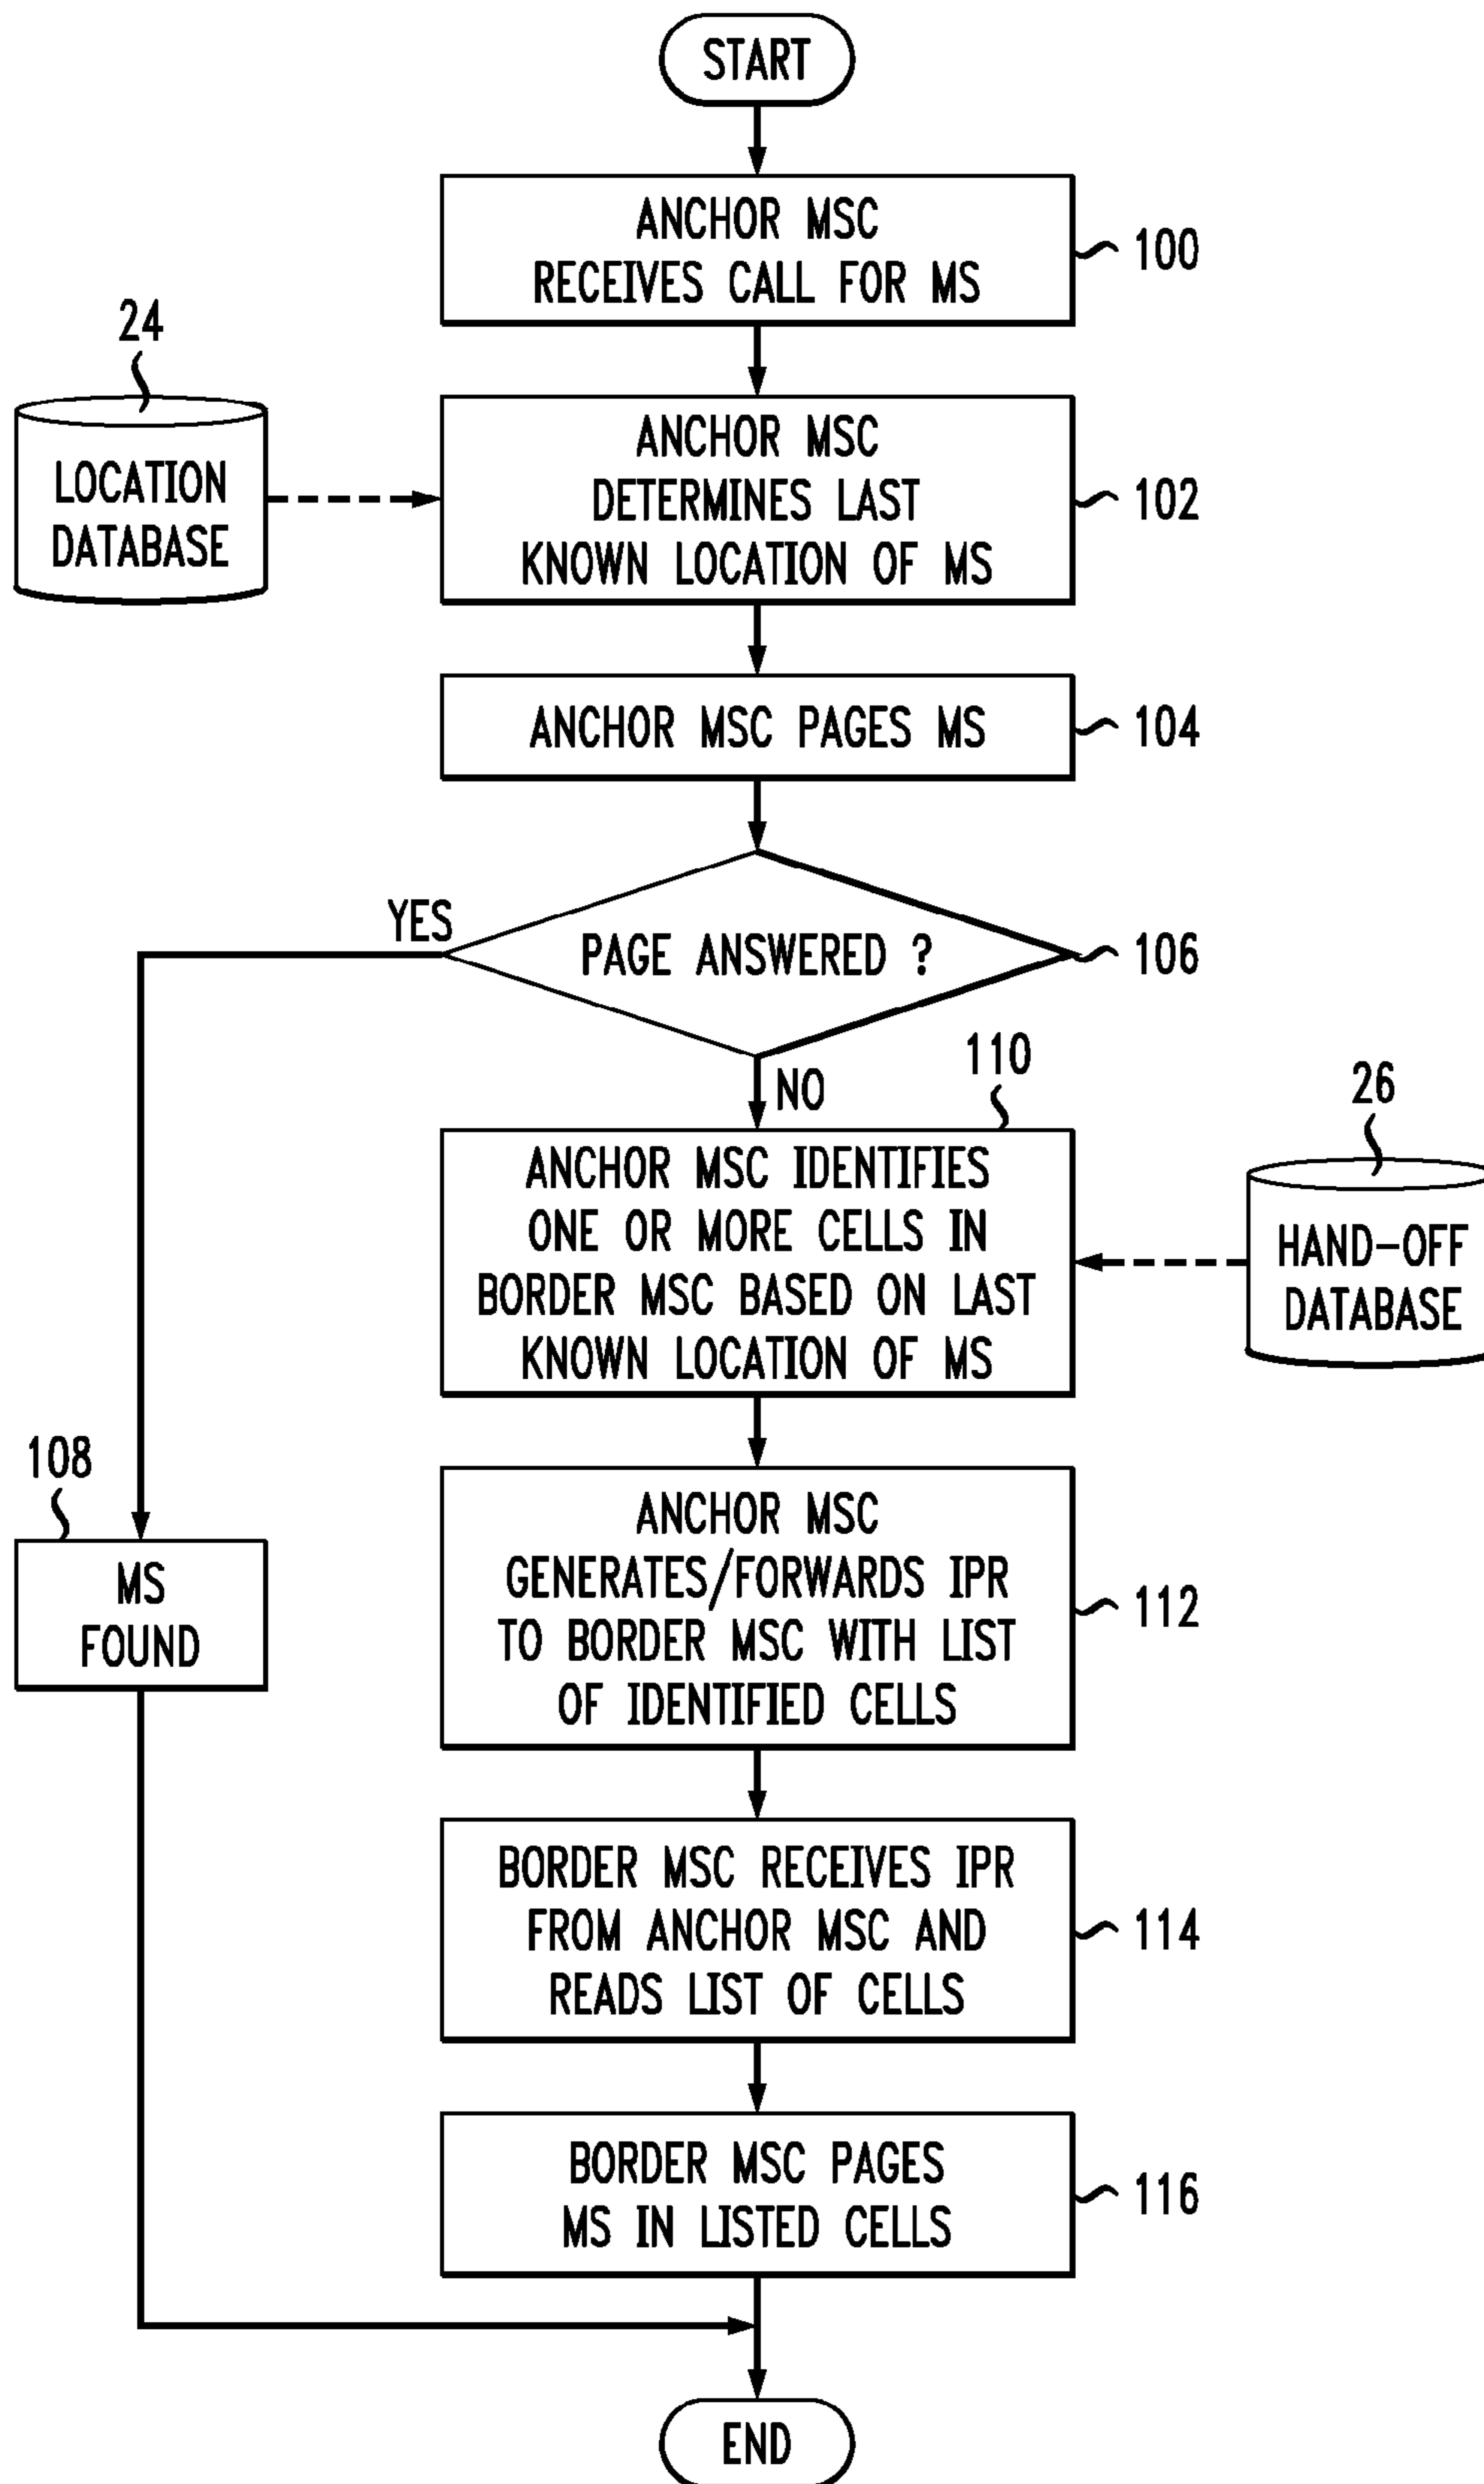 START
ANCHOR MSC
RECEIVES CALL FOR MS
100
24
LOCATION
DATABASE
ANCHOR MSC
DETERMINES LAST
KNOWN LOCATION OF MS
102
ANCHOR MSC PAGES MS
104
YES
PAGE ANSWERED ?
106
NO
110
ANCHOR MSC IDENTIFIES
ONE OR MORE CELLS IN
BORDER MSC BASED ON LAST
KNOWN LOCATION OF MS
26
HAND-OFF
DATABASE
108
MS
FOUND
ANCHOR MSC
GENERATES/FORWARDS IPR
TO BORDER MSC WITH LIST
OF IDENTIFIED CELLS
112
BORDER MSC RECEIVES IPR
FROM ANCHOR MSC AND
READS LIST OF CELLS
114
BORDER MSC PAGES
MS IN LISTED CELLS
116
END